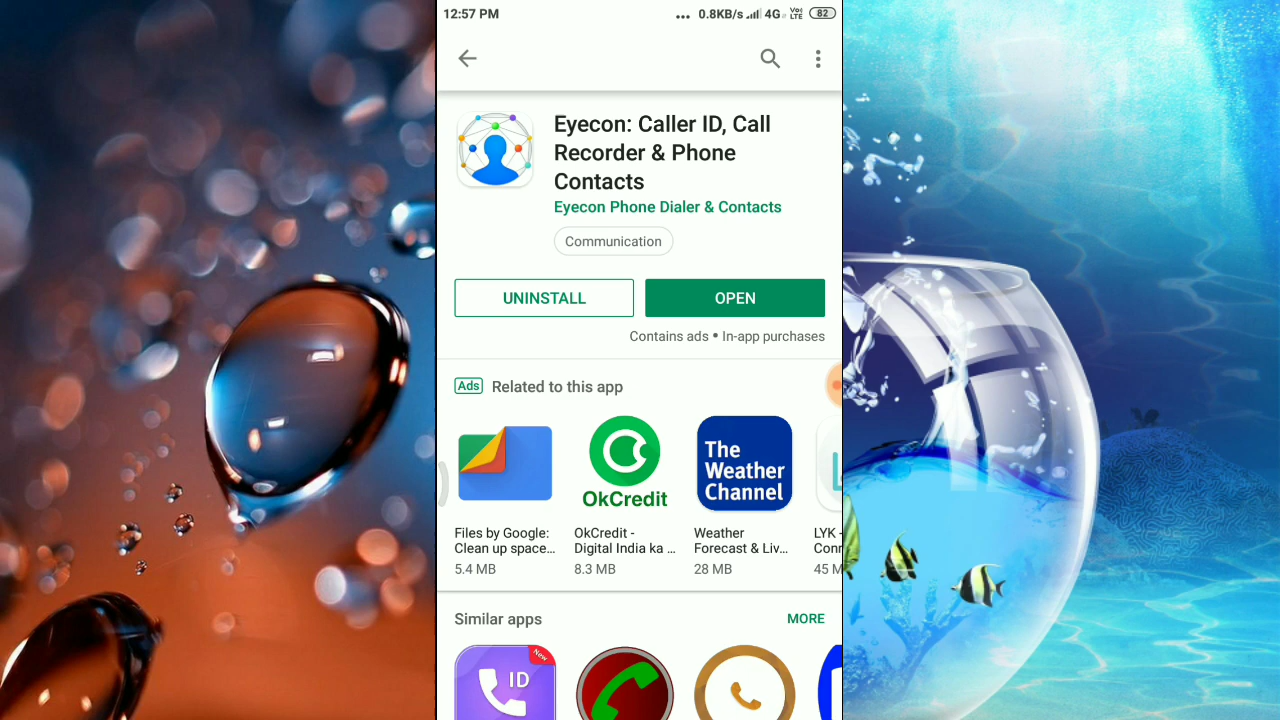 12:57 PM
... 0.8KB/s 4G Vo) LTE 82
Eyecon: Caller ID, Call
Recorder & Phone
Contacts
Eyecon Phone Dialer & Contacts
Communication
UNINSTALL
OPEN
Contains ads • In-app purchases
Ads Related to this app
OkCredit
The
Weather
Channel
Files by Google:
Clean up space...
5.4 MB
OkCredit -
Digital India ka ...
8.3 MB
Weather
Forecast & Liv...
28 MB
LYK -
Conn
45 M
Similar apps
MORE
ID
New